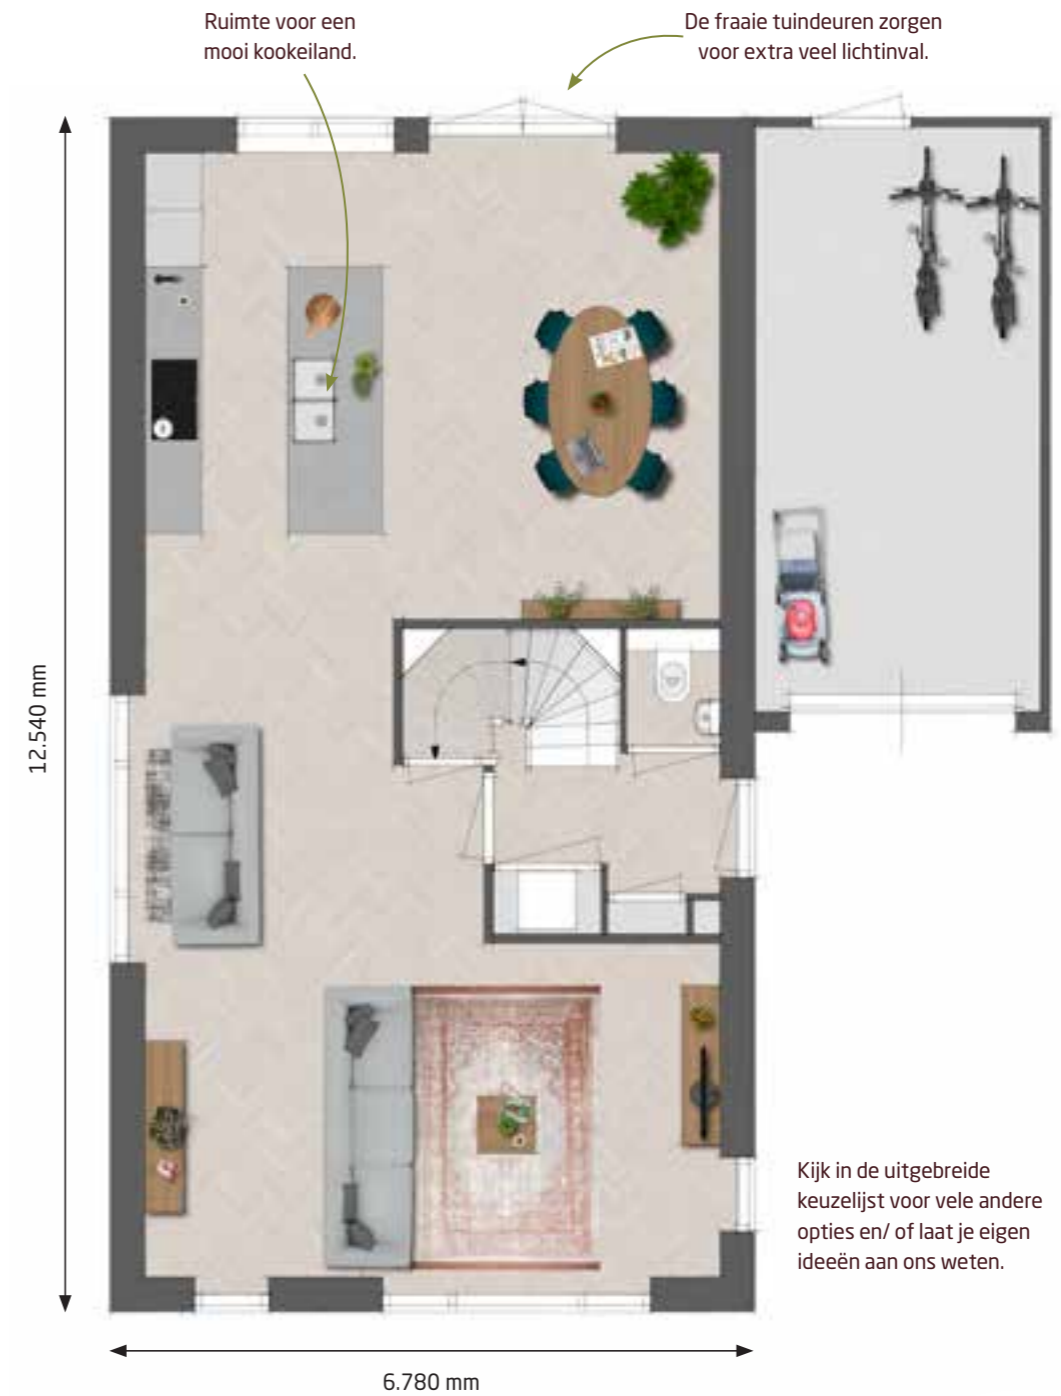 Ruimte voor een
mooi kookeiland.
De fraaie tuindeuren zorgen
voor extra veel lichtinval.
12.540 mm
Kijk in de uitgebreide
keuzelijst voor vele andere
opties en/ of laat je eigen
ideeën aan ons weten.
6.780 mm